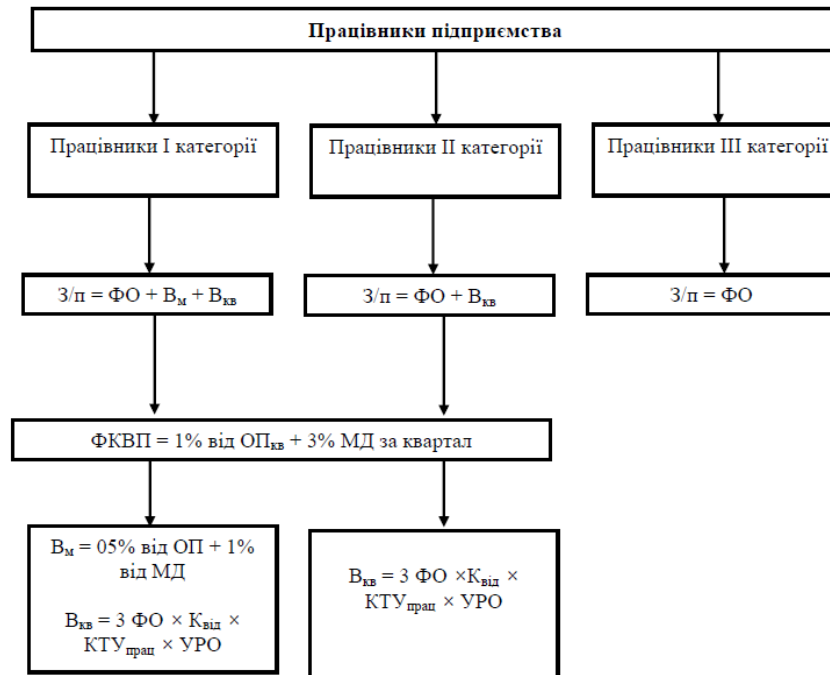 Працівники підприємства
Працівники І категорії
Працівники ІІ категорії
Працівники ІІІ категорії
З/п = ФО + Вм + Вкв
З/п = ФО + Вкв
З/п = ФО
ФКВП = 1% від ОПкв + 3% МД за квартал
Вм = 05% від ОП + 1%
від МД
Вкв = 3 ФО × Квід ×
КТУпрац × УРО
Вкв = 3 ФО ×Квід ×
КТУпрац × УРО